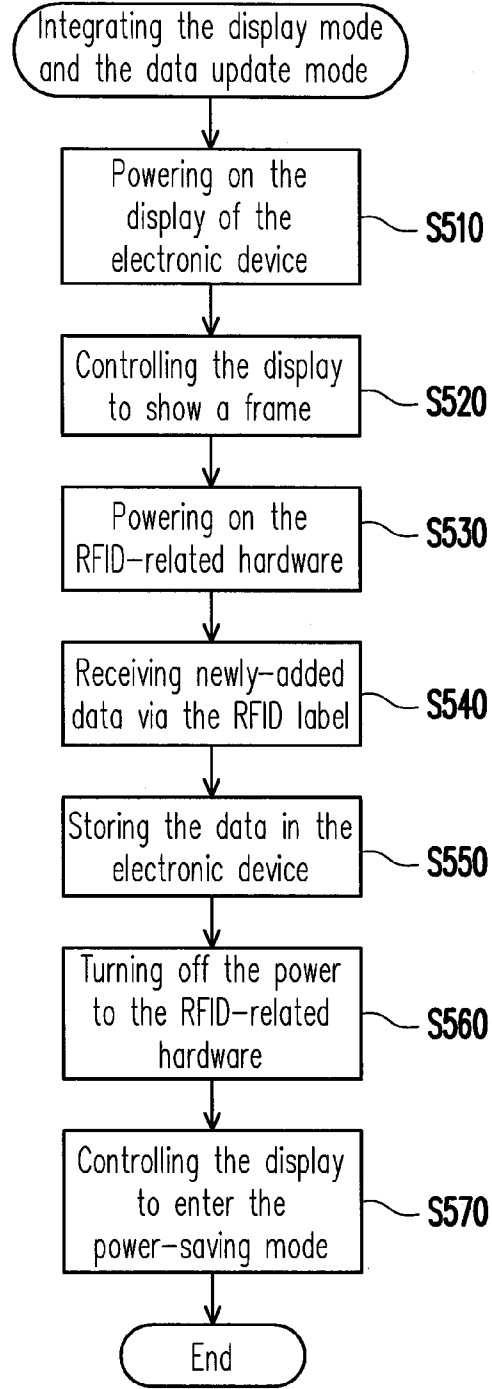 Integrating the display mode
and the data update mode
Powering on the
display of the
electronic device
S510
Controlling the display
to show a frame
S520
Powering on the
RFID-related hardware
S530
Receiving newly-added
data via the RFID label
S540
Storing the data in the
electronic device
S550
Turning off the power
to the RFID-related
hardware
S560
Controlling the display
to enter the
power-saving mode
S570
End